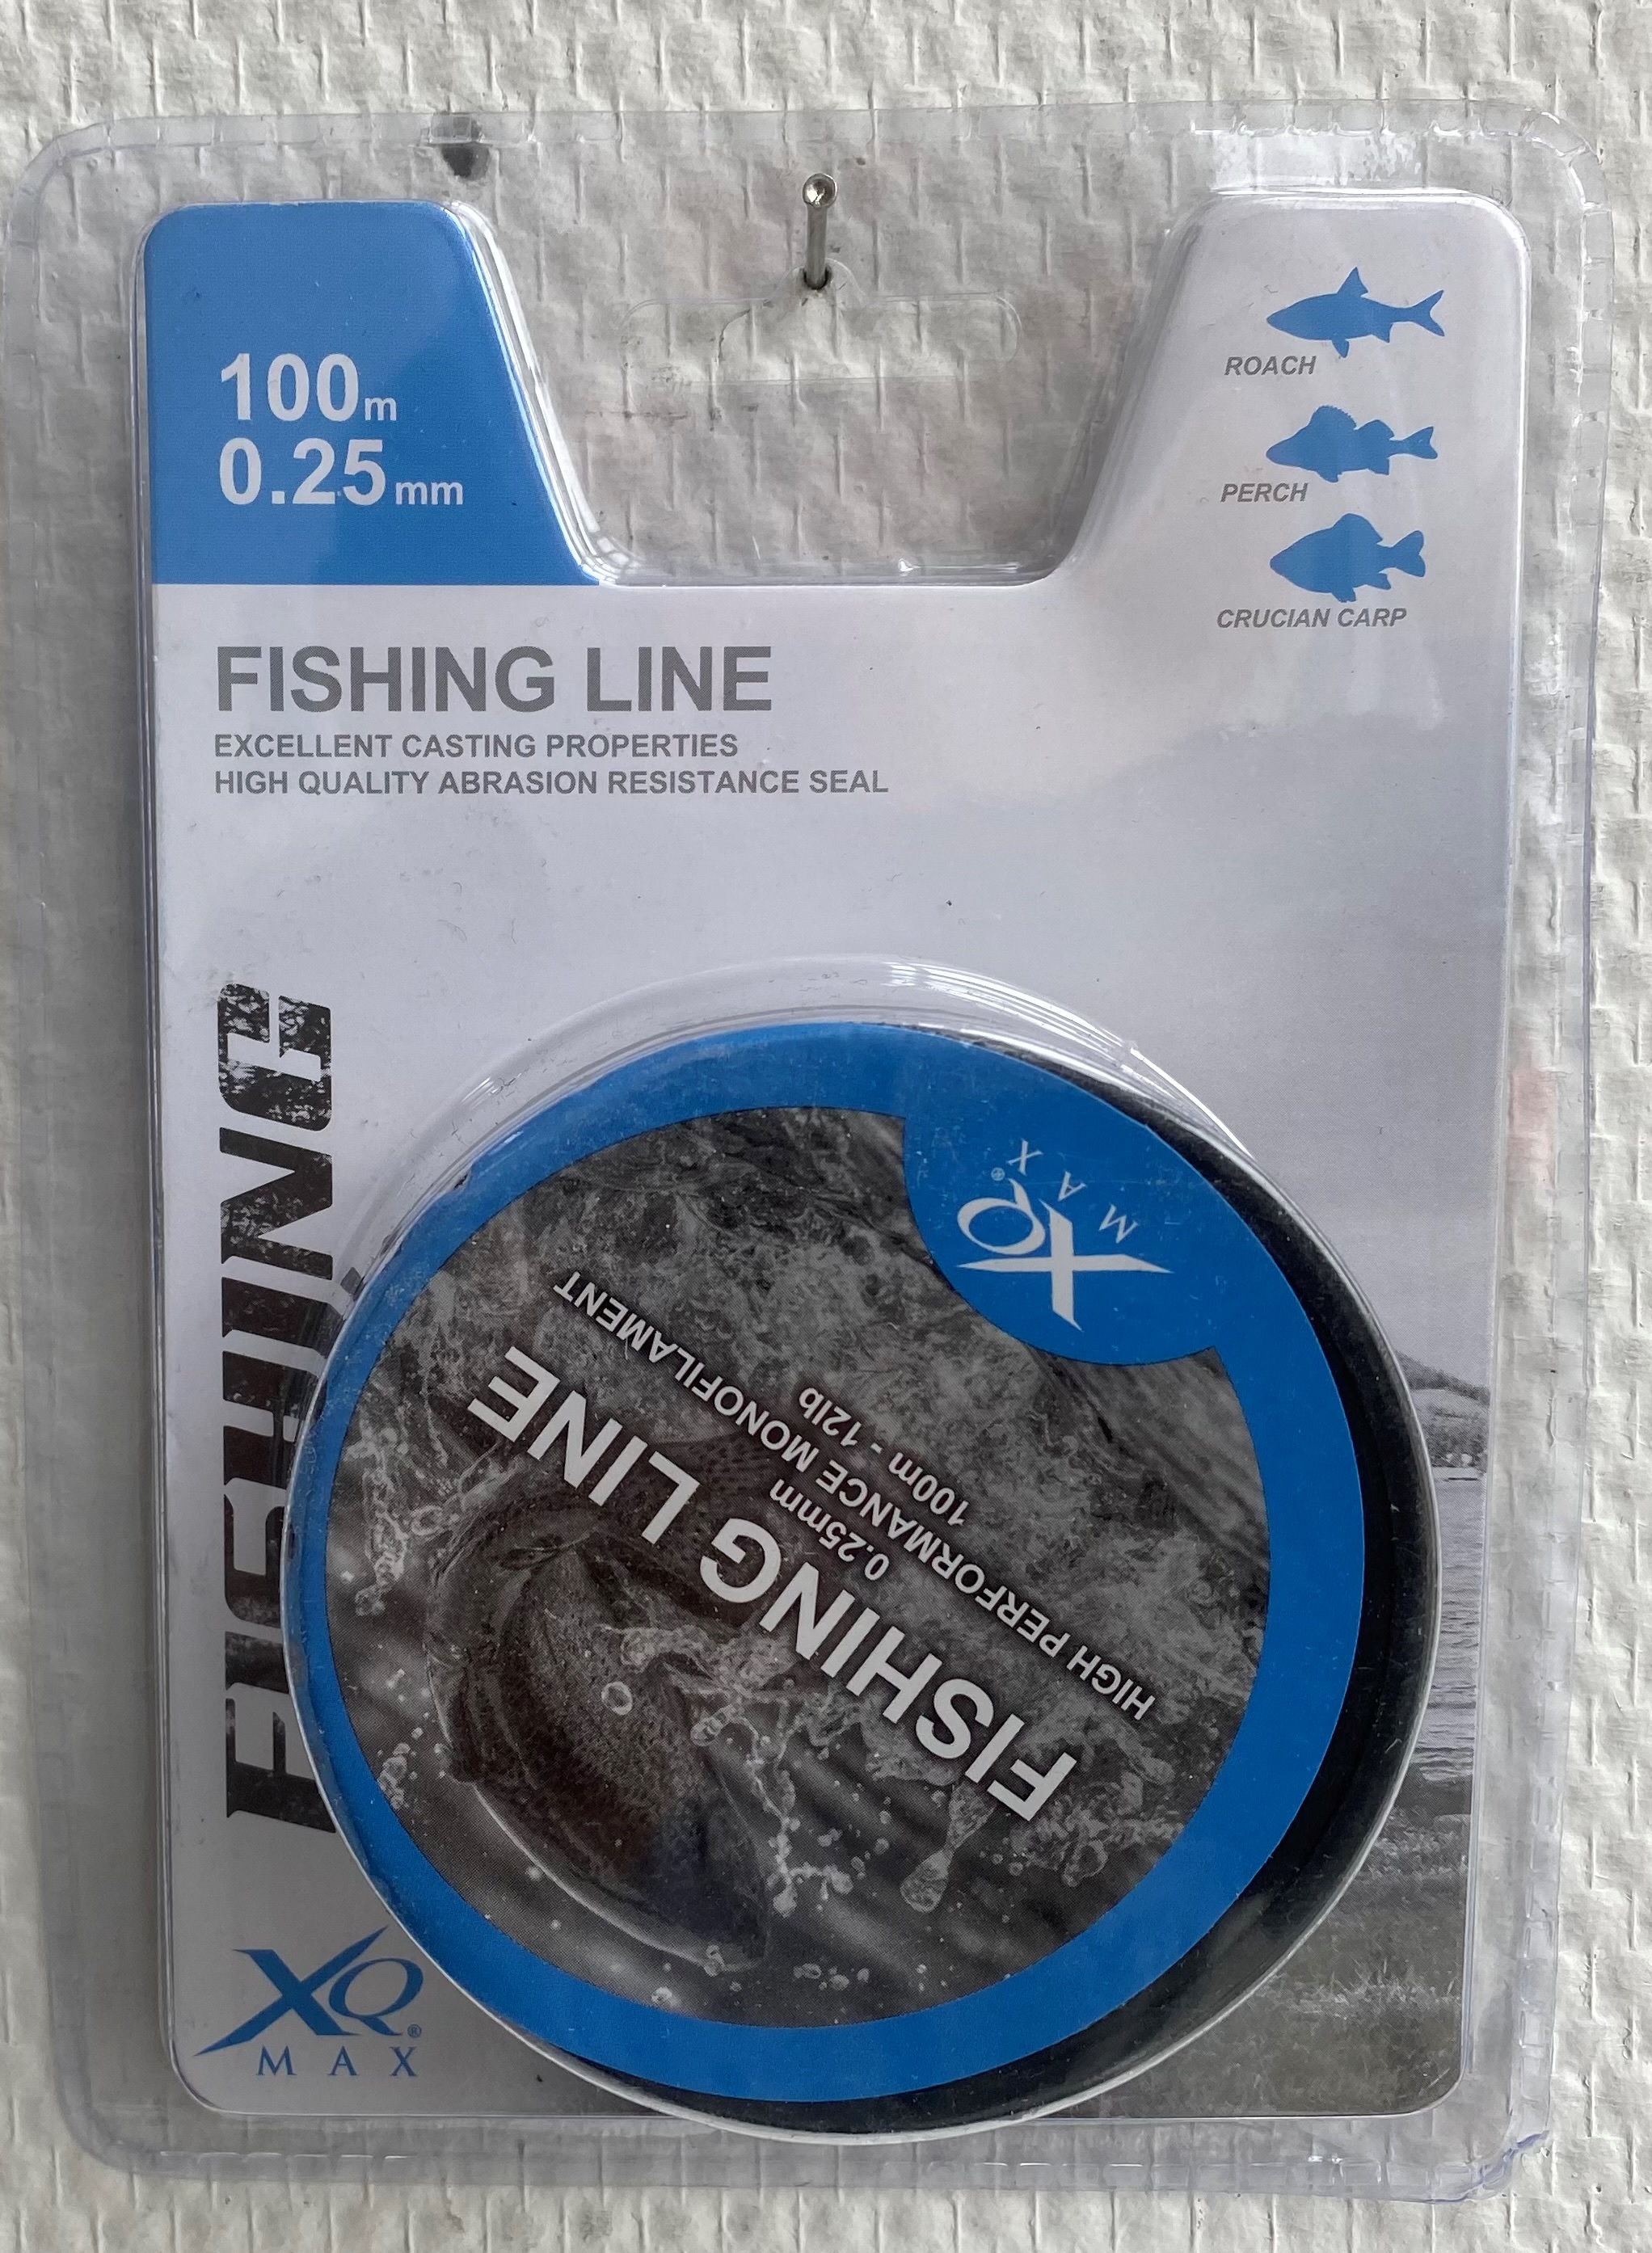 100m
0.25mm
ROACH
PERCH
CRUCIAN CARP
FISHING LINE
EXCELLENT CASTING PROPERTIES
HIGH QUALITY ABRASION RESISTANCE SEAL
FISHING
XQ®
MAX
FISHING LINE
0.25mm
HIGH PERFORMANCE MONOFILAMENT
100m - 12lb
XQ®
MAX